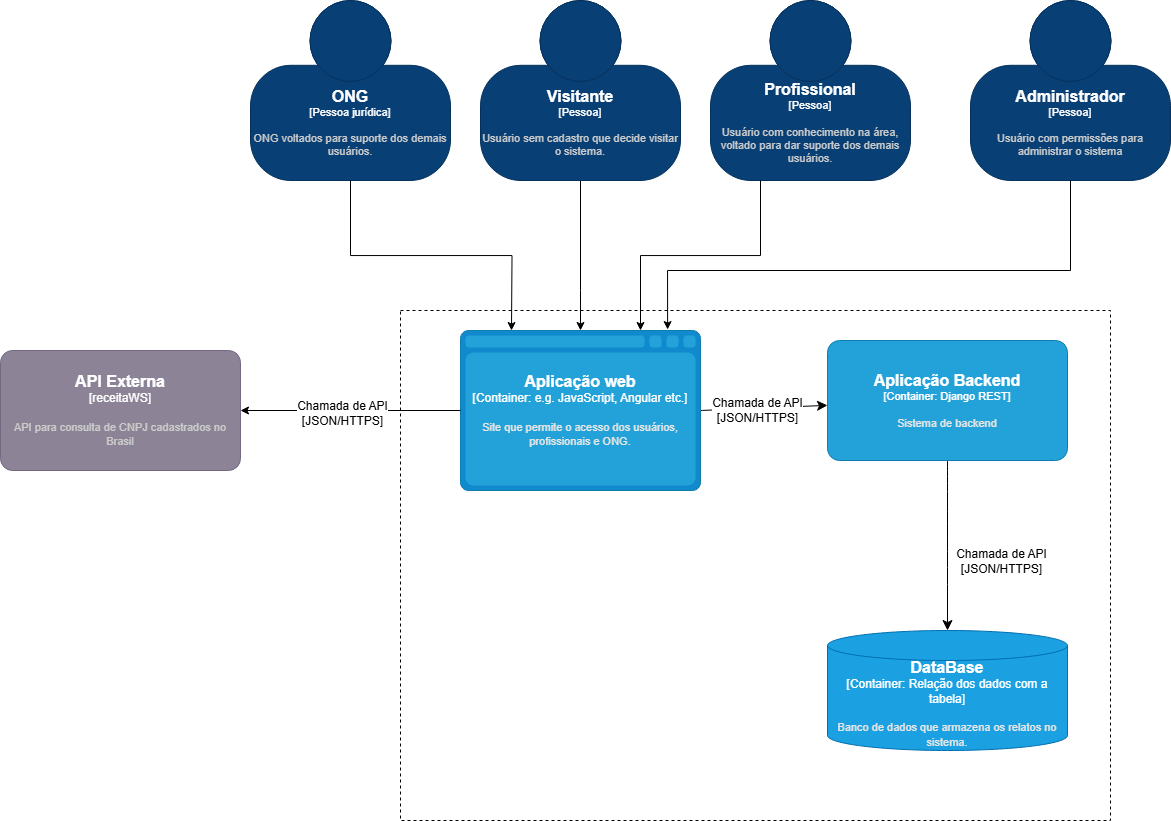 ONG
[Pessoa jurídica]
ONG voltados para suporte dos demais
usuários.
Visitante
[Pessoa]
Usuário sem cadastro que decide visitar
o sistema.
Profissional
[Pessoa]
Usuário com conhecimento na área,
voltado para dar suporte dos demais
usuários.
Administrador
[Pessoa]
Usuário com permissões para
administrar o sistema
API Externa
[receitaWS]
API para consulta de CNPJ cadastrados no
Brasil
Chamada de API
[JSON/HTTPS]
Aplicação web
[Container: e.g. JavaScript, Angular etc.]
Site que permite o acesso dos usuários,
profissionais e ONG.
Chamada de API
[JSON/HTTPS]
Aplicação Backend
[Container: Django REST]
Sistema de backend
Chamada de API
[JSON/HTTPS]
DataBase
[Container: Relação dos dados com a
tabela]
Banco de dados que armazena os relatos no
sistema.